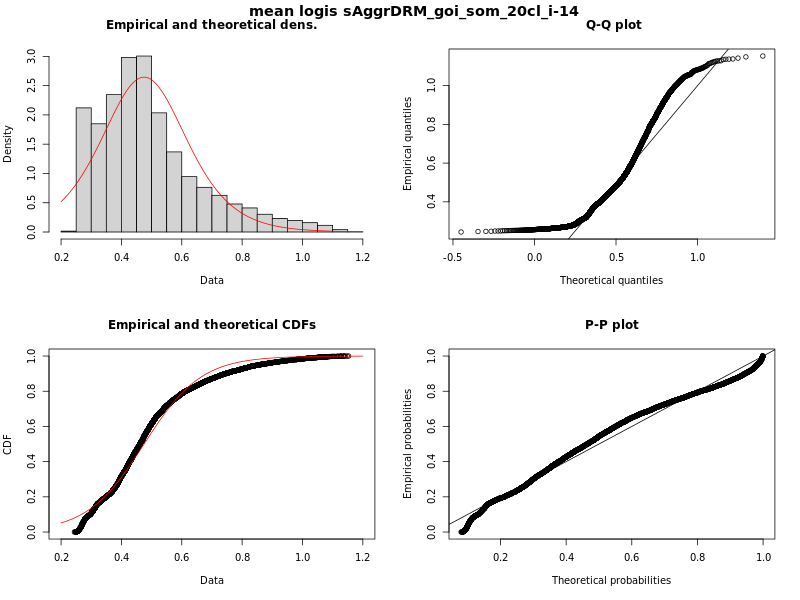 mean logis sAggrDRM_goi_som_20cl_i-14
Empirical and theoretical dens.
Density
0.0 0.5 1.0 1.5 2.0 2.5 3.0
0.2 0.4 0.6 0.8 1.0 1.2
Data
Q-Q plot
Empirical quantiles
0.4 0.6 0.8 1.0
-0.5 0.0 0.5 1.0
Theoretical quantiles
Empirical and theoretical CDFs
CDF
0.0 0.2 0.4 0.6 0.8 1.0
0.2 0.4 0.6 0.8 1.0 1.2
Data
P-P plot
Empirical probabilities
0.0 0.2 0.4 0.6 0.8 1.0
0.2 0.4 0.6 0.8 1.0
Theoretical probabilities